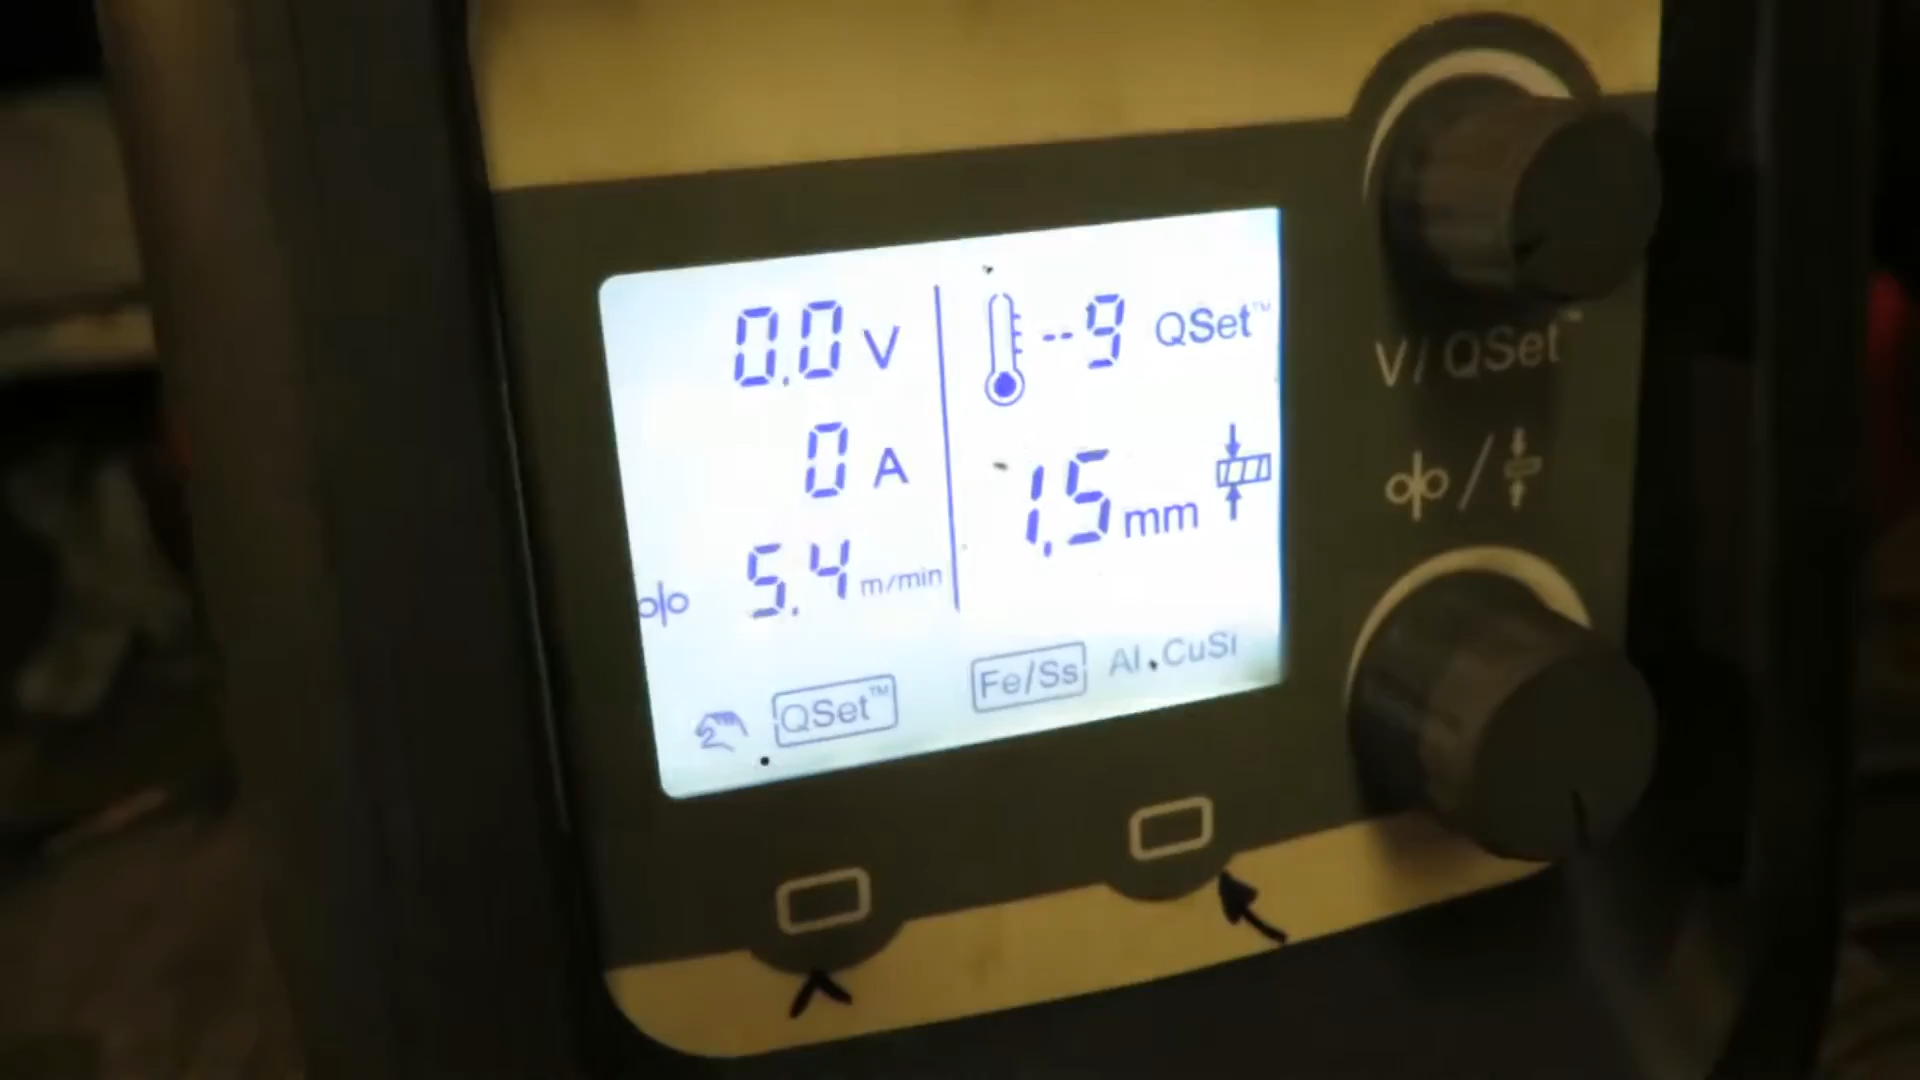 0.0 V
0 A
5.4 m/min
--9 QSet™
1,5 mm
QSet™
Fe/Ss Al CuSi
V/QSet™